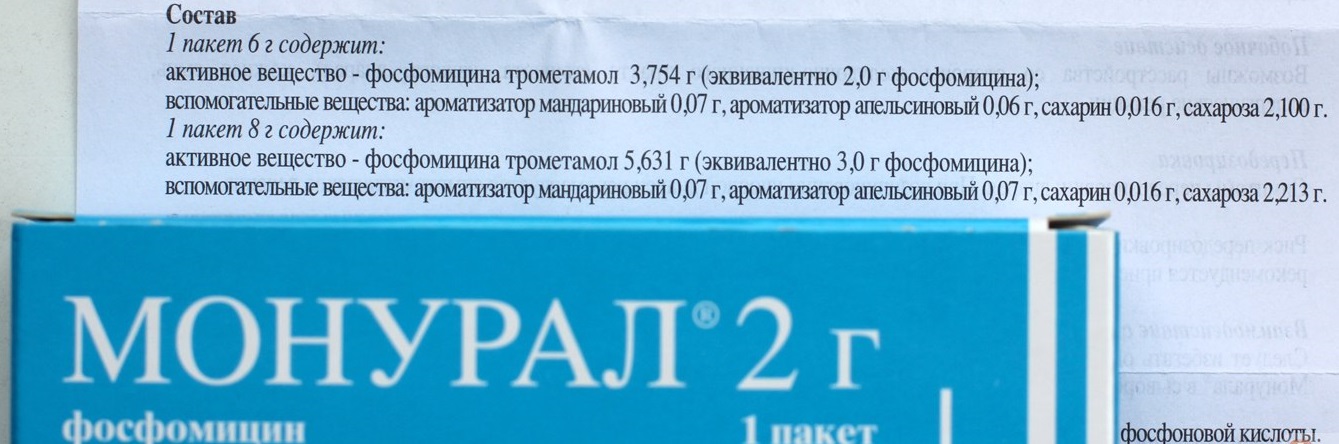 Состав
1 пакет 6 г содержит:
активное вещество - фосфомицина трометамол 3,754 г (эквивалентно 2,0 г фосфомицина);
вспомогательные вещества: ароматизатор мандариновый 0,07 г, ароматизатор апельсиновый 0,06 г, сахарин 0,016 г, сахароза 2,100 г.
1 пакет 8 г содержит:
активное вещество - фосфомицина трометамол 5,631 г (эквивалентно 3,0 г фосфомицина);
вспомогательные вещества: ароматизатор мандариновый 0,07 г, ароматизатор апельсиновый 0,07 г, сахарин 0,016 г, сахароза 2,213 г.
МОНУРАЛ® 2 г
фосфомицин 1 пакет
фосфоновой кислоты.